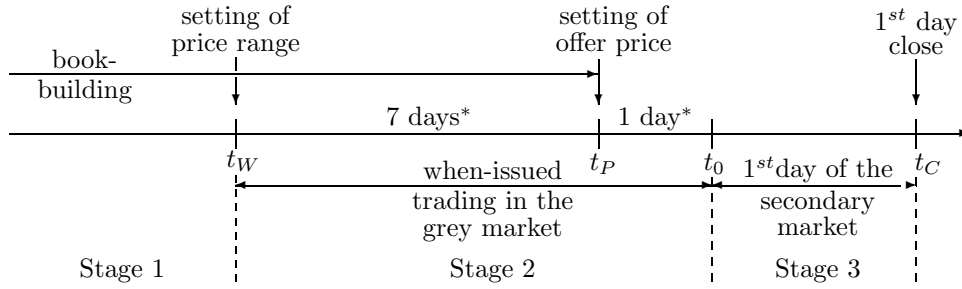 setting of
price range
setting of
offer price
1st day
close
book-
building
7 days*
1 day*
tW
tP
t0
tC
when-issued
trading in the
grey market
1st day of the
secondary
market
Stage 1
Stage 2
Stage 3